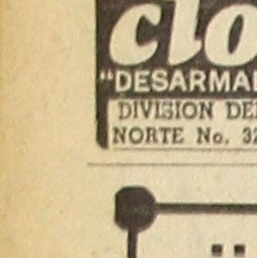 clo
"DESARMA
DIVISION DE
NORTE No. 32